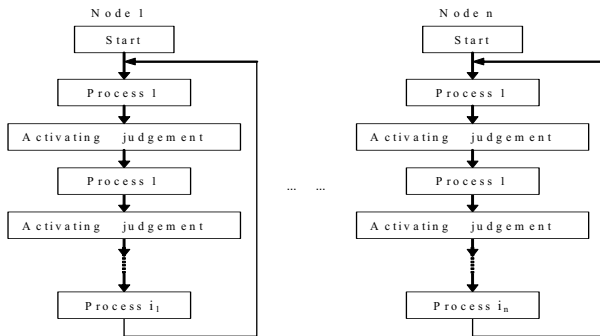 Node 1
Start
Process 1
Activating judgement
Process 1
Activating judgement
Process i1
... ...
Node n
Start
Process 1
Activating judgement
Process 1
Activating judgement
Process in